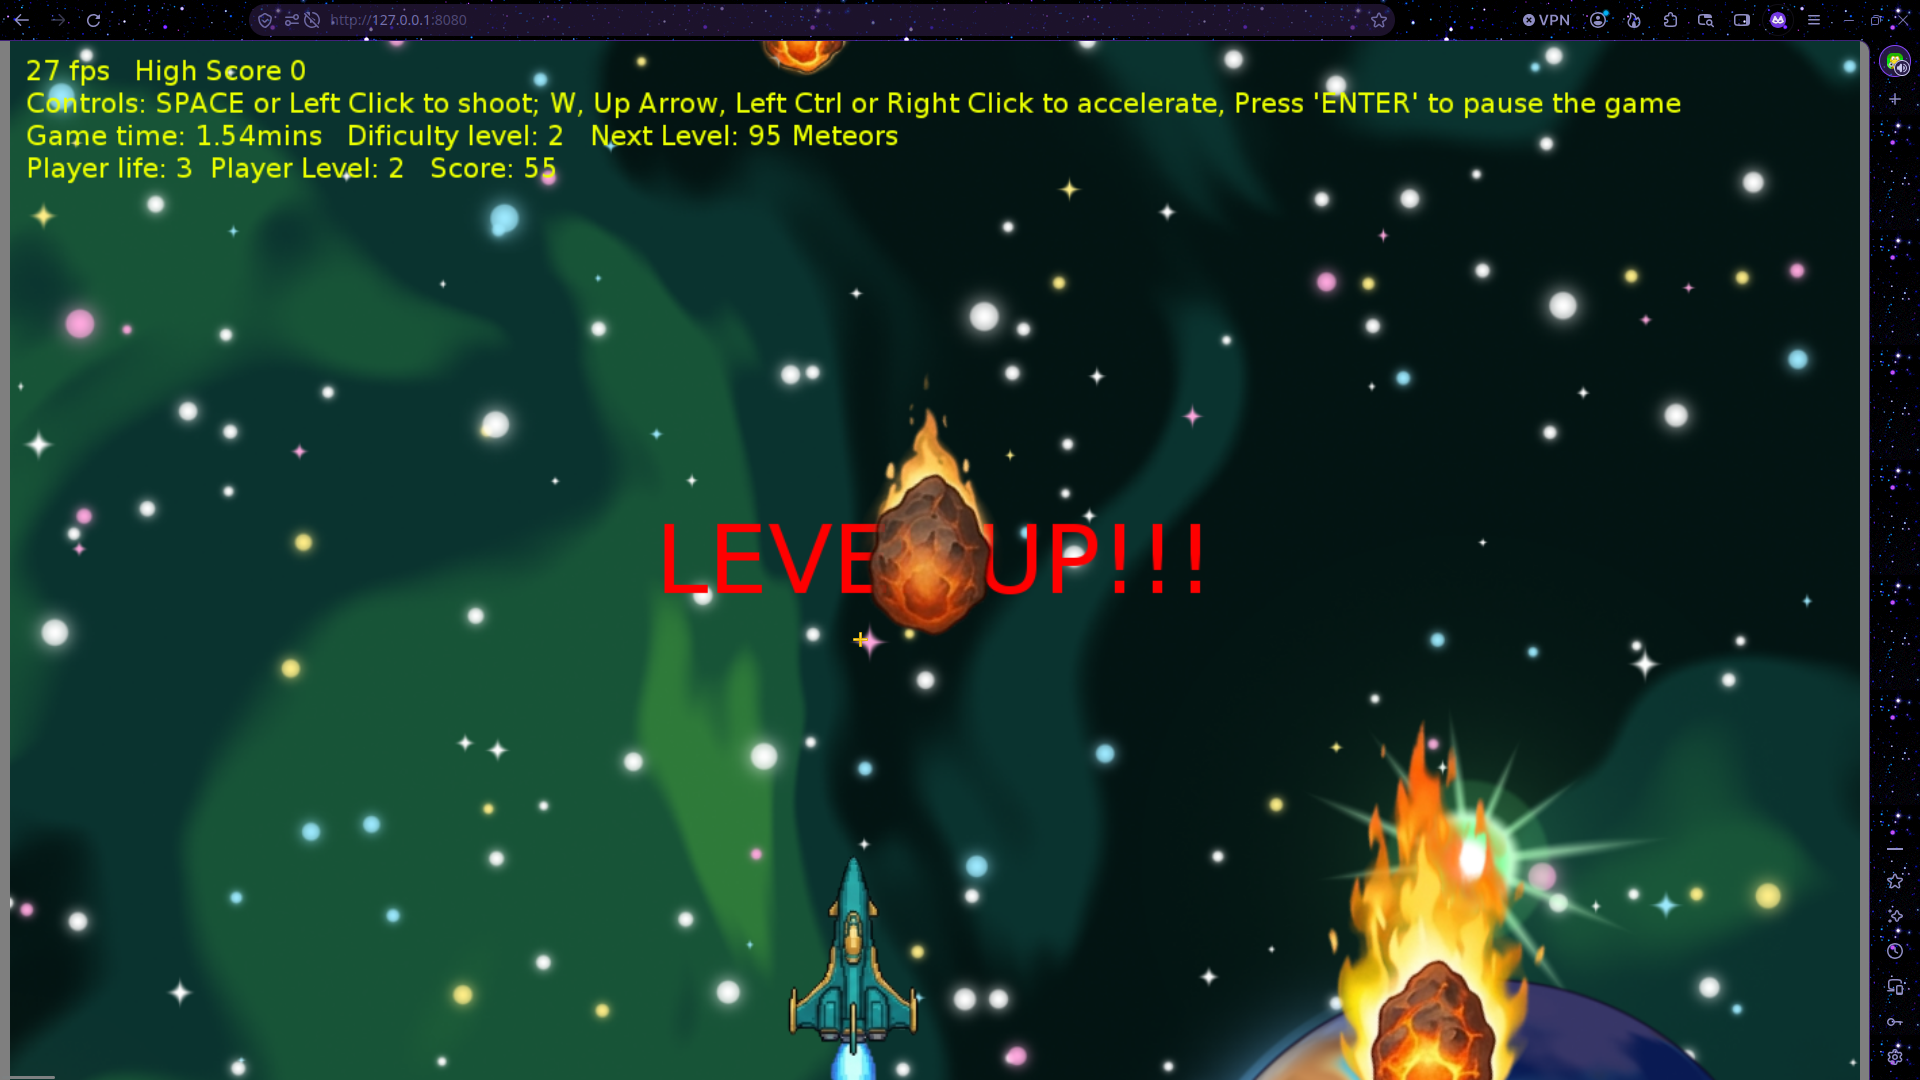 http://127.0.0.1:8080
VPN
27 fps   High Score 0
Controls: SPACE or Left Click to shoot; W, Up Arrow, Left Ctrl or Right Click to accelerate, Press 'ENTER' to pause the game
Game time: 1.54mins   Dificulty level: 2   Next Level: 95 Meteors
Player life: 3  Player Level: 2   Score: 55
LEVE UP!!!